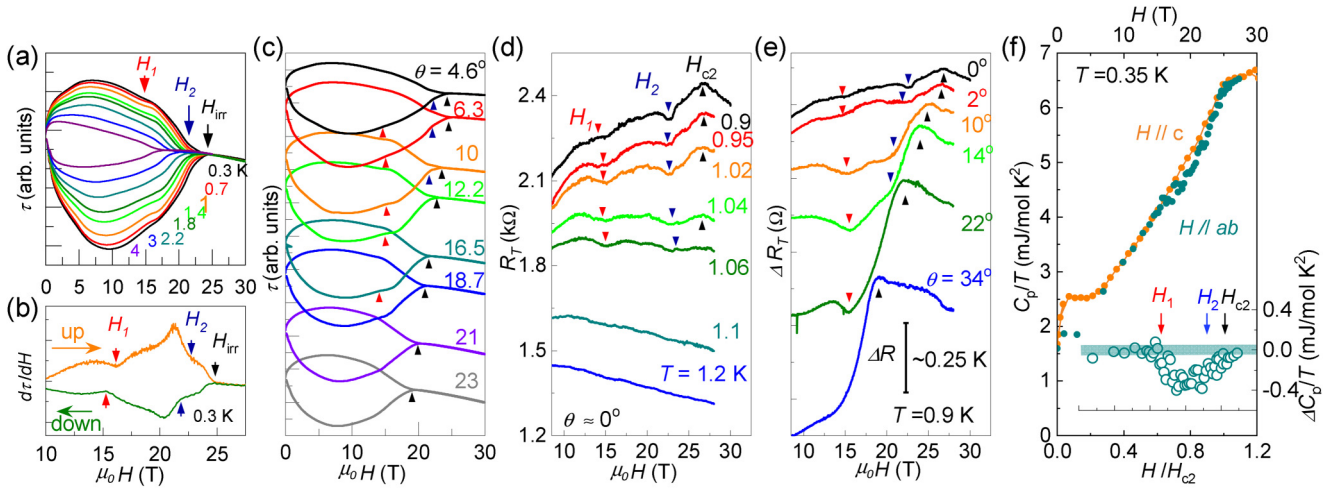 (a)
H₁
H₂
Hirr
0.3 K
0.7
1
1.4
1.8
2.2
3
4
τ (arb. units)
0 5 10 15 20 25 30
(b)
up
H₁
H₂
Hirr
down
0.3 K
dτ/dH
10 15 20 25 30
μ₀H (T)
(c)
θ = 4.6°
6.3
10
12.2
16.5
18.7
21
23
τ (arb. units)
0 5 10 15 20 25 30
μ₀H (T)
(d)
H₁
H₂
Hc2
0.9
0.95
1.02
1.04
1.06
1.1
T = 1.2 K
θ ≈ 0°
R_T (kΩ)
2.4
2.1
1.8
1.5
1.2
10 15 20 25 30
μ₀H (T)
(e)
0°
2°
10°
14°
22°
θ = 34°
ΔR
~0.25 K
T = 0.9 K
Δ R_T (Ω)
10 15 20 25 30
μ₀H (T)
(f)
H (T)
0 10 20 30
T = 0.35 K
H // c
H // ab
H₁
H₂
Hc2
Cp/T (mJ/mol K²)
7
6
5
4
3
2
1
0
0.4
0.0
-0.4
ΔCp/T (mJ/mol K²)
0 0.4 0.8 1.2
H/Hc2